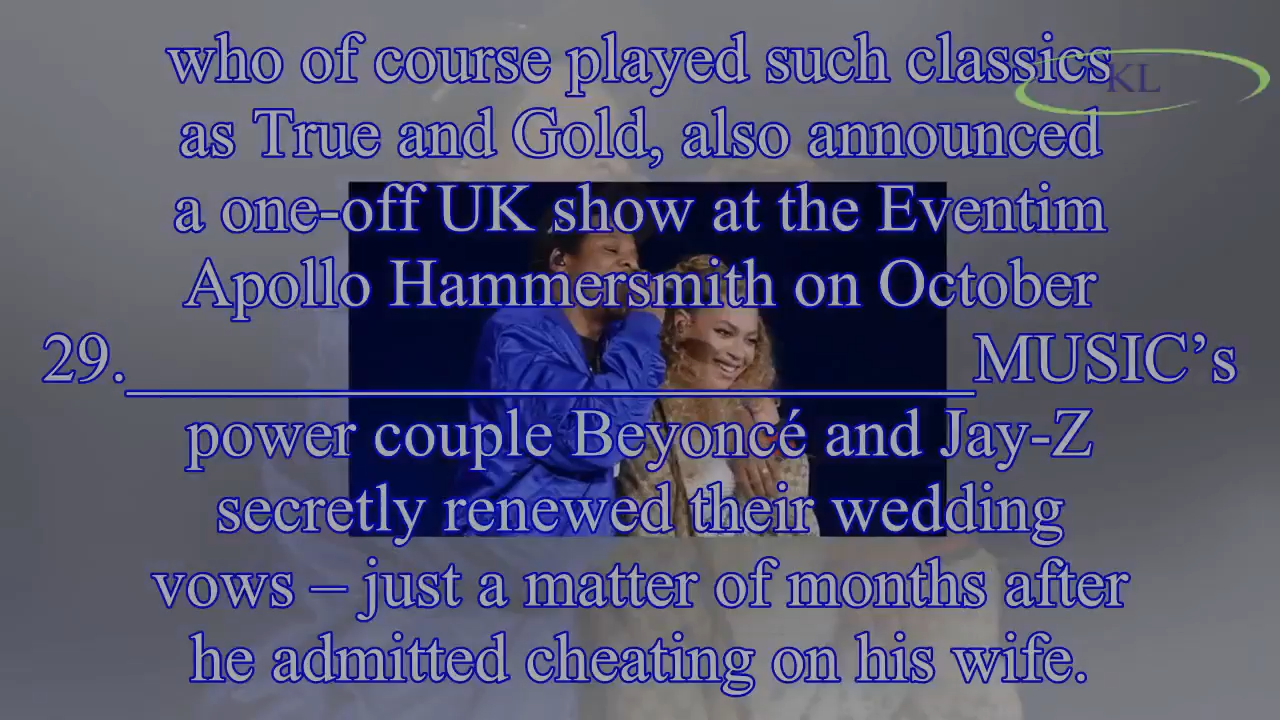 who of course played such classics
KL
as True and Gold, also announced
a one-off UK show at the Eventim
Apollo Hammersmith on October
29.__________________________MUSIC’s
power couple Beyoncé and Jay-Z
secretly renewed their wedding
vows – just a matter of months after
he admitted cheating on his wife.